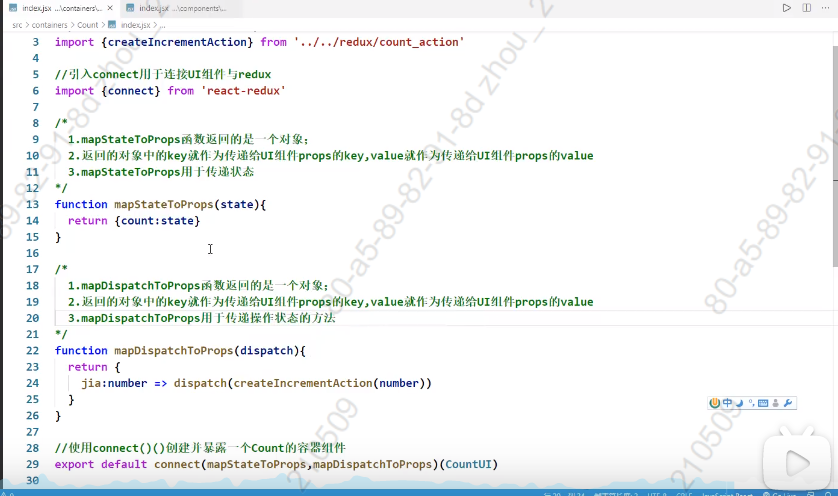 index.jsx ...\containers\...
index.jsx ...\components\...
src > containers > Count > index.jsx > ...
3 import {createIncrementAction} from '../../redux/count_action'
4
5 //引入connect用于连接UI组件与redux
6 import {connect} from 'react-redux'
7
8 /*
9 1.mapStateToProps函数返回的是一个对象;
10 2.返回的对象中的key就作为传递给UI组件props的key,value就作为传递给UI组件props的value
11 3.mapStateToProps用于传递状态
12 */
13 function mapStateToProps(state){
14 return {count:state}
15 }
16
17 /*
18 1.mapDispatchToProps函数返回的是一个对象;
19 2.返回的对象中的key就作为传递给UI组件props的key,value就作为传递给UI组件props的value
20 3.mapDispatchToProps用于传递操作状态的方法
21 */
22 function mapDispatchToProps(dispatch){
23 return {
24 jia:number => dispatch(createIncrementAction(number))
25 }
26 }
27
28 //使用connect()()创建并暴露一个Count的容器组件
29 export default connect(mapStateToProps,mapDispatchToProps)(CountUI)
30
80-a5-89-82-91-8d zhou_
210509
210509
中